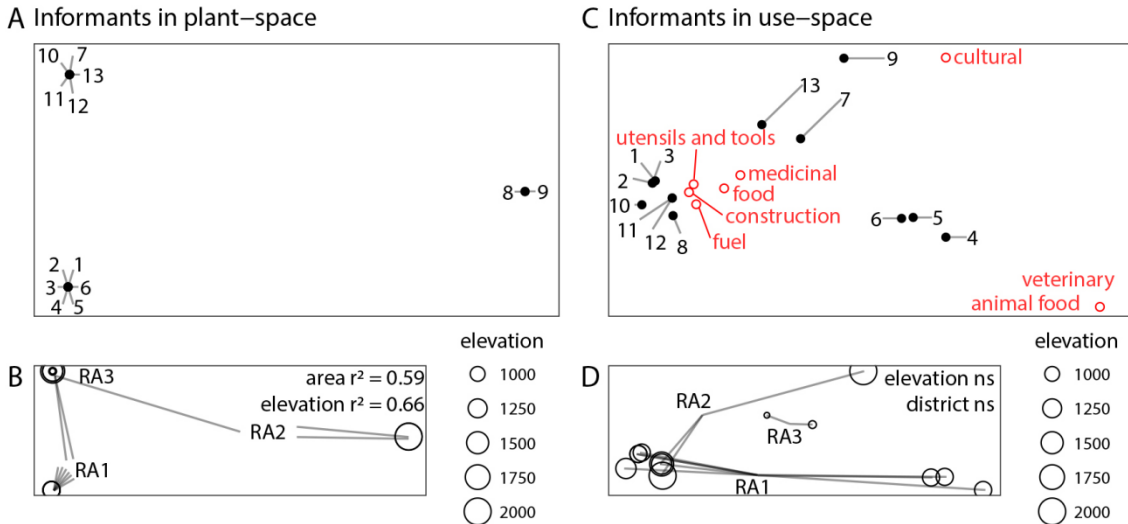 A Informants in plant–space
10 7
13
11
12
8 9
2 1
3 6
4 5
B
RA3
area r² = 0.59
elevation r² = 0.66
RA2
RA1
elevation
1000
1250
1500
1750
2000
C Informants in use–space
9 cultural
13
7
utensils and tools
1 3
2 medicinal
food
10 construction
11
12 8 fuel
6 5
4
veterinary
animal food
D
elevation ns
district ns
RA2
RA3
RA1
elevation
1000
1250
1500
1750
2000